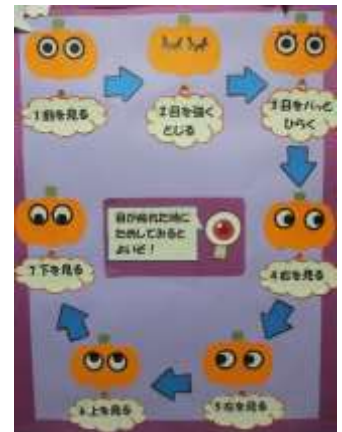 1 前を見る
2 目を強く
とじる
3 目をパッと
ひらく
目が疲れた時に
ためしてみると
よいぞ！
4 右を見る
5 左を見る
6 上を見る
7 下を見る